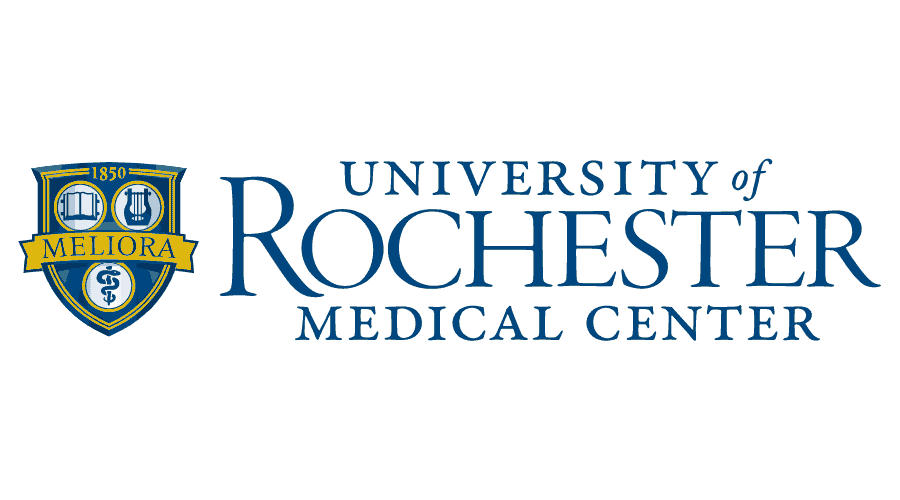 1850
MELIORA
UNIVERSITY of
ROCHESTER
MEDICAL CENTER